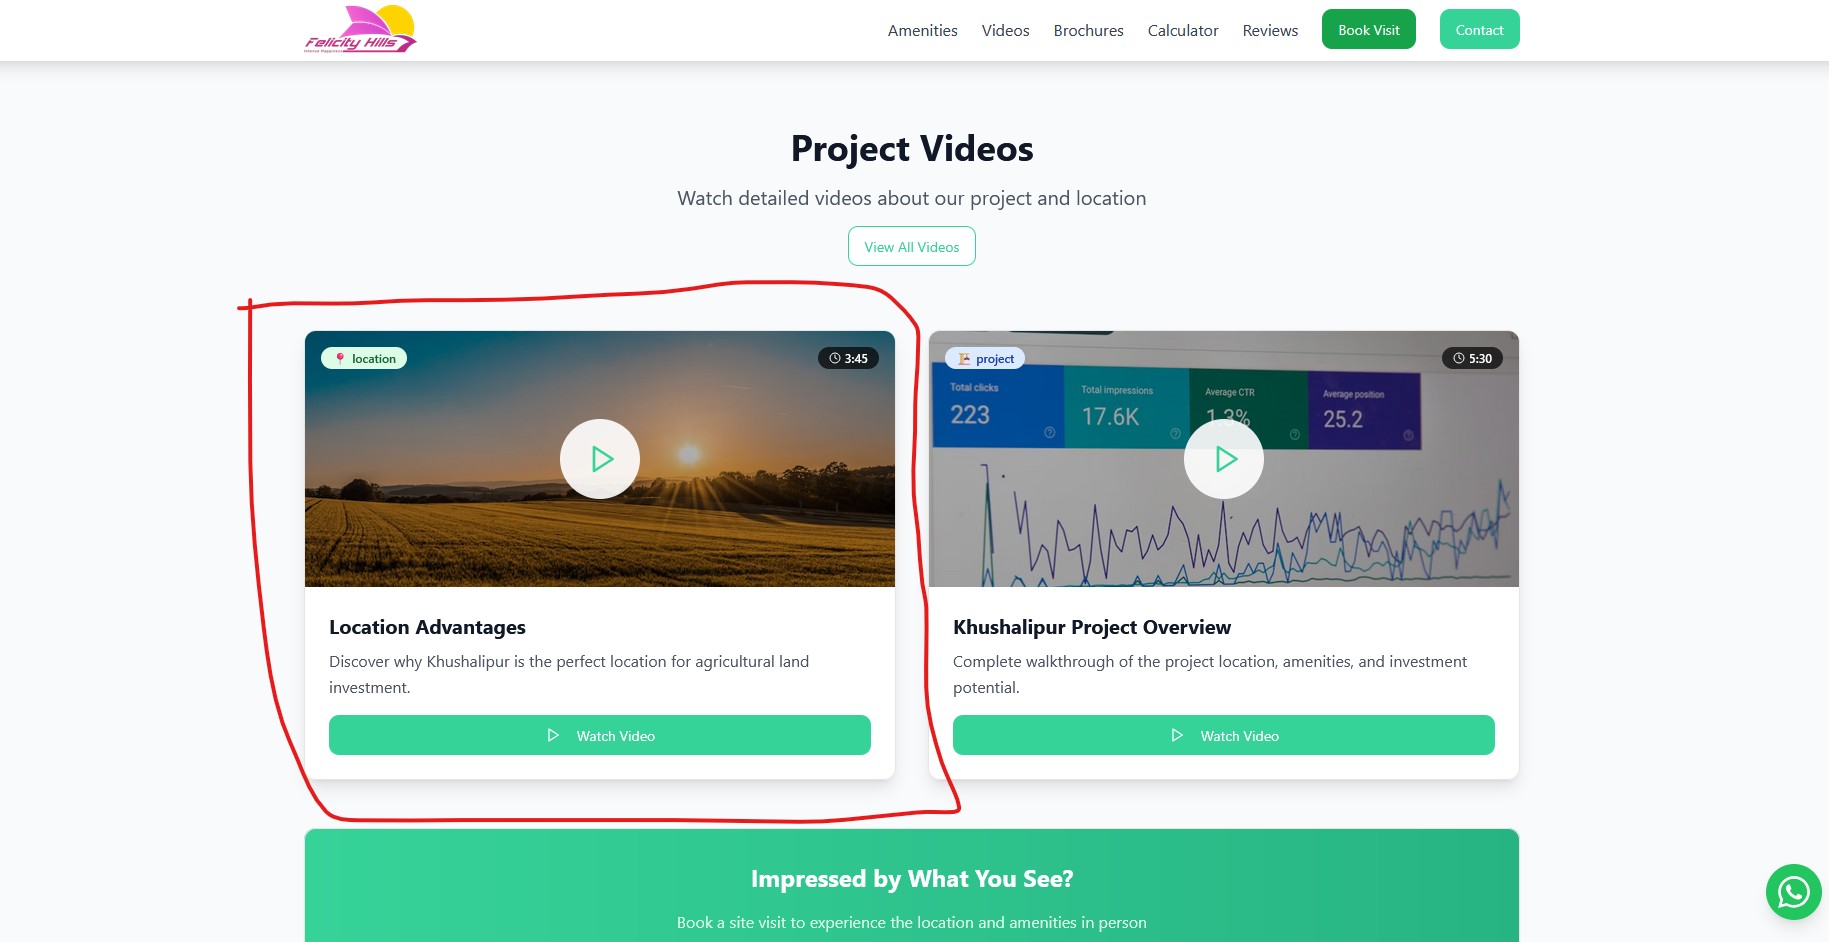 Felicity Hills
Amenities
Videos
Brochures
Calculator
Reviews
Book Visit
Contact
Project Videos
Watch detailed videos about our project and location
View All Videos
📍 location
3:45
project
5:30
Total clicks
223
Total impressions
17.6K
Average CTR
1.3%
Average position
25.2
Location Advantages
Discover why Khushalipur is the perfect location for agricultural land
investment.
Watch Video
Khushalipur Project Overview
Complete walkthrough of the project location, amenities, and investment
potential.
Watch Video
Impressed by What You See?
Book a site visit to experience the location and amenities in person